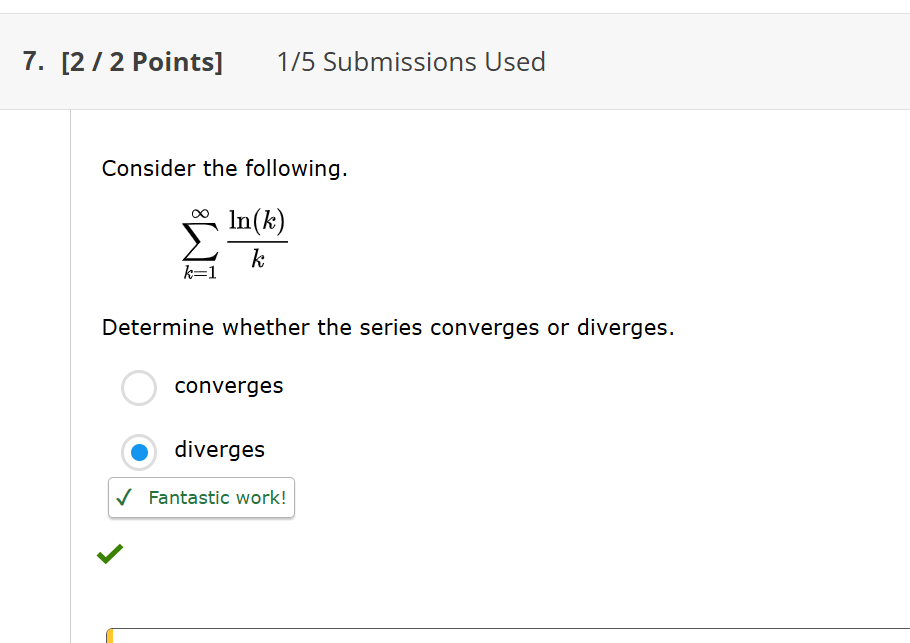 7. [2 / 2 Points] 1/5 Submissions Used
Consider the following.
∞
∑ ln(k)/k
k=1
Determine whether the series converges or diverges.
converges
diverges
✓ Fantastic work!